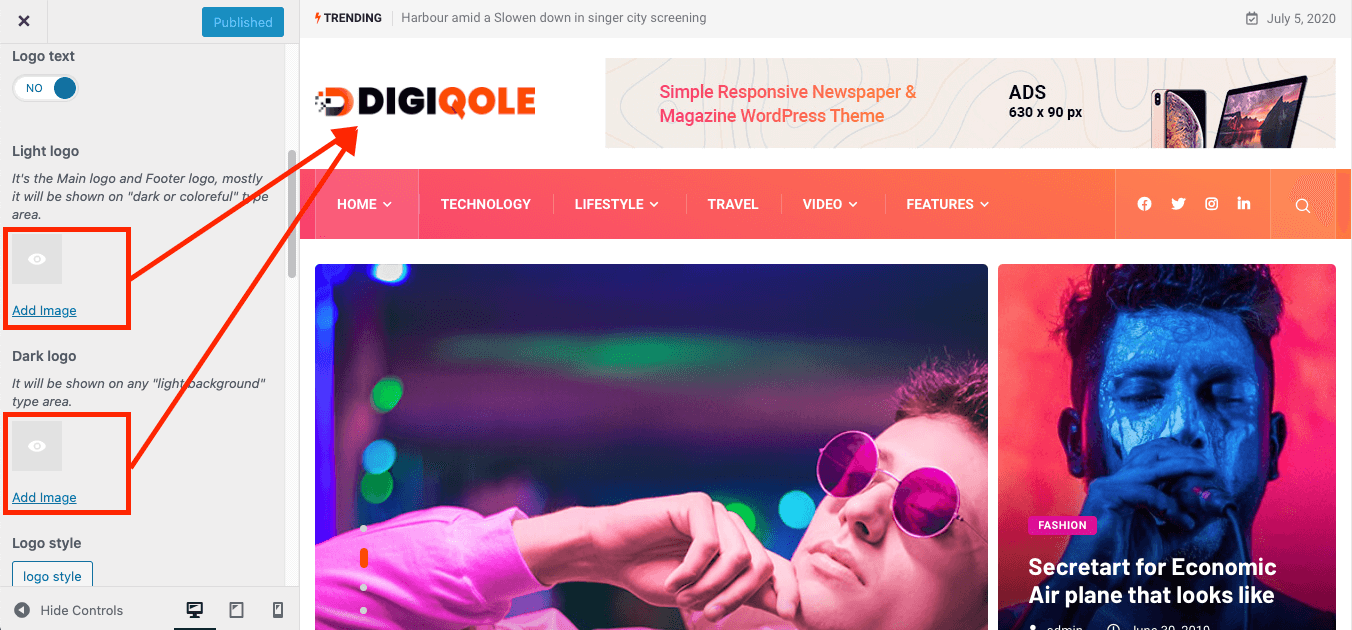 Published
Logo text
NO
Light logo
It's the Main logo and Footer logo, mostly
it will be shown on "dark or coloreful" type
area.
Add Image
Dark logo
It will be shown on any "light background"
type area.
Add Image
Logo style
logo style
Hide Controls
TRENDING Harbour amid a Slowen down in singer city screening
July 5, 2020
DIGIQOLE
Simple Responsive Newspaper &
Magazine WordPress Theme
ADS
630 x 90 px
HOME TECHNOLOGY LIFESTYLE TRAVEL VIDEO FEATURES
FASHION
Secretart for Economic
Air plane that looks like
admin June 30, 2019